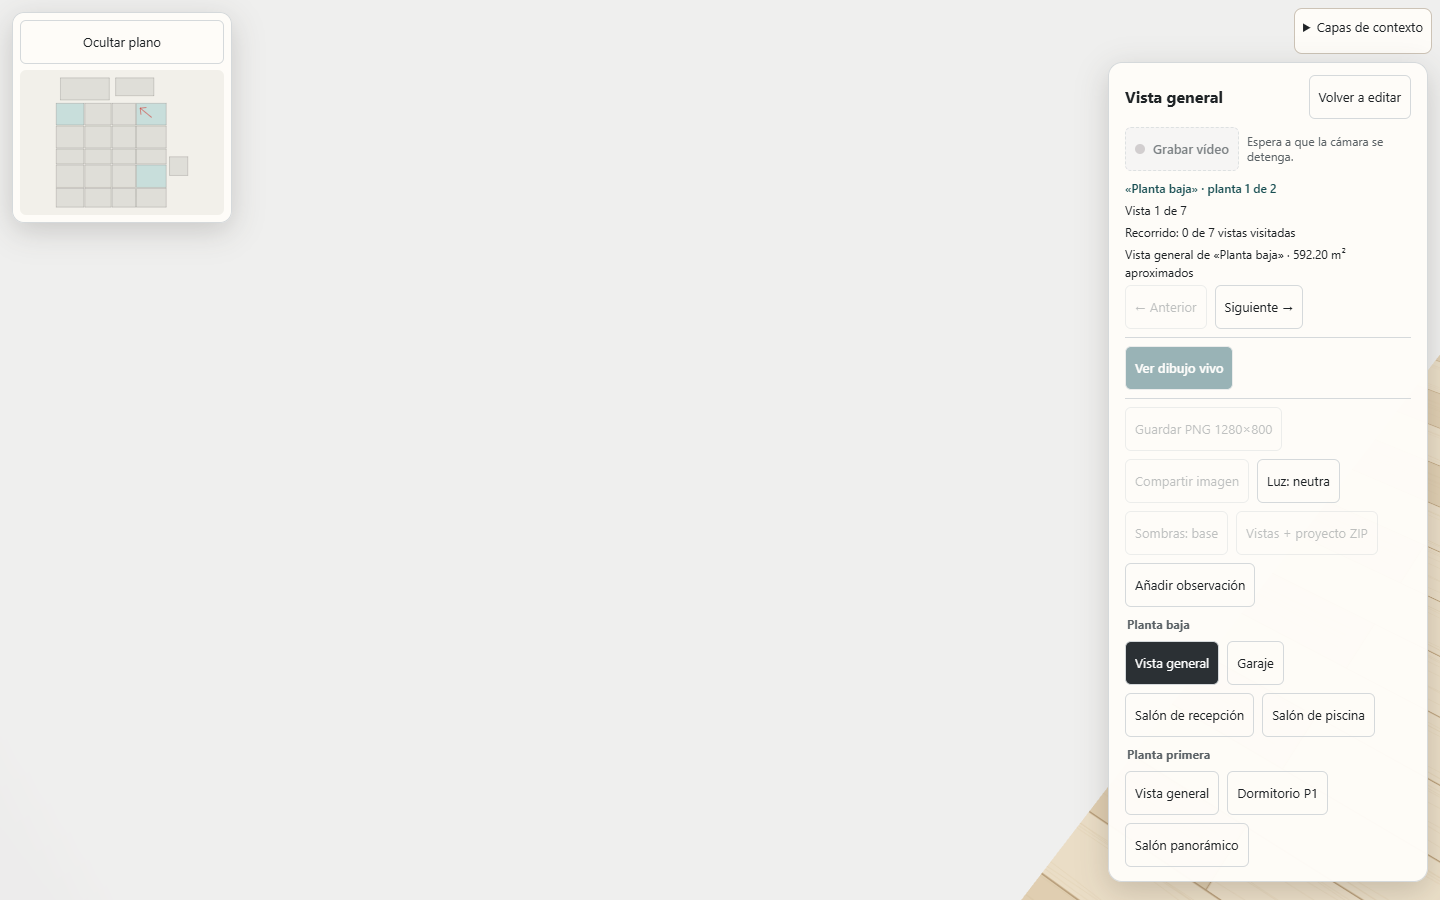 Ocultar plano
▶ Capas de contexto
Vista general
Volver a editar
Grabar vídeo
Espera a que la cámara se
detenga.
«Planta baja» · planta 1 de 2
Vista 1 de 7
Recorrido: 0 de 7 vistas visitadas
Vista general de «Planta baja» · 592.20 m²
aproximados
← Anterior
Siguiente →
Ver dibujo vivo
Guardar PNG 1280×800
Compartir imagen
Luz: neutra
Sombras: base
Vistas + proyecto ZIP
Añadir observación
Planta baja
Vista general
Garaje
Salón de recepción
Salón de piscina
Planta primera
Vista general
Dormitorio P1
Salón panorámico